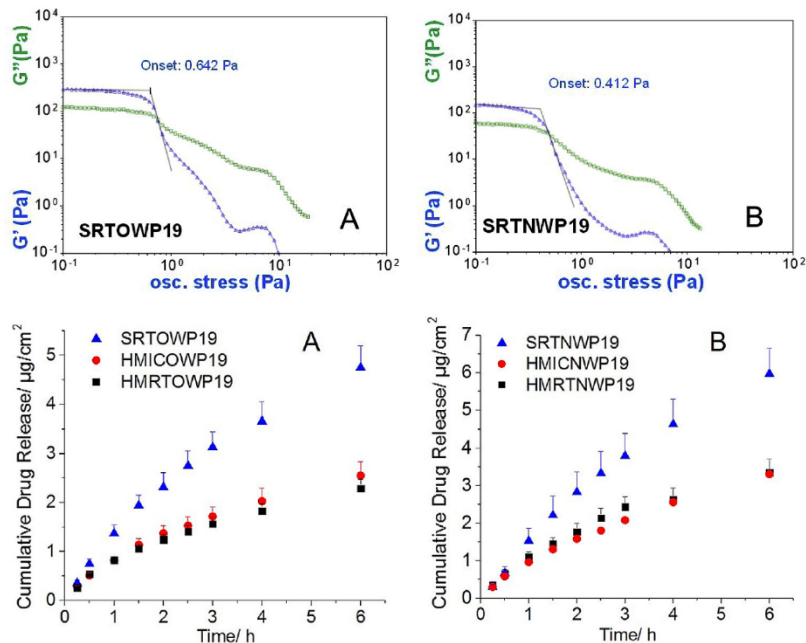 G"(Pa)
G' (Pa)
10⁴
10³
10²
10¹
10⁰
10⁻¹
Onset: 0.642 Pa
A
SRTOWP19
10⁻¹ 10⁰ 10¹ 10²
osc. stress (Pa)
G"(Pa)
G' (Pa)
10⁴
10³
10²
10¹
10⁰
10⁻¹
Onset: 0.412 Pa
B
SRTNWP19
10⁻¹ 10⁰ 10¹ 10²
osc. stress (Pa)
Cumulative Drug Release/ µg/cm²
5
4
3
2
1
0
SRTOWP19
HMICOWP19
HMRTOWP19
A
0 1 2 3 4 5 6
Time/ h
Cumulative Drug Release/ µg/cm²
7
6
5
4
3
2
1
0
SRTNWP19
HMICNWP19
HMRTNWP19
B
0 1 2 3 4 5 6
Time/ h